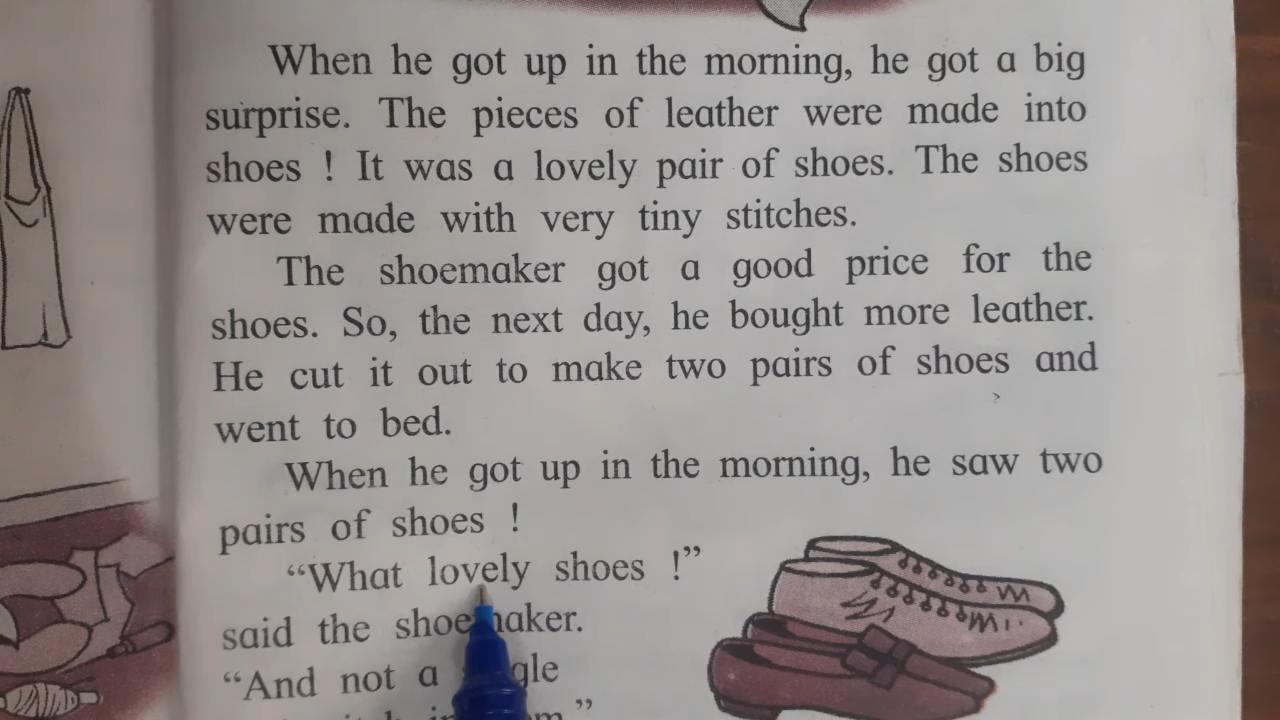 When he got up in the morning, he got a big
surprise. The pieces of leather were made into
shoes ! It was a lovely pair of shoes. The shoes
were made with very tiny stitches.
The shoemaker got a good price for the
shoes. So, the next day, he bought more leather.
He cut it out to make two pairs of shoes and
went to bed.
When he got up in the morning, he saw two
pairs of shoes !
“What lovely shoes !”
said the shoemaker.
“And not a